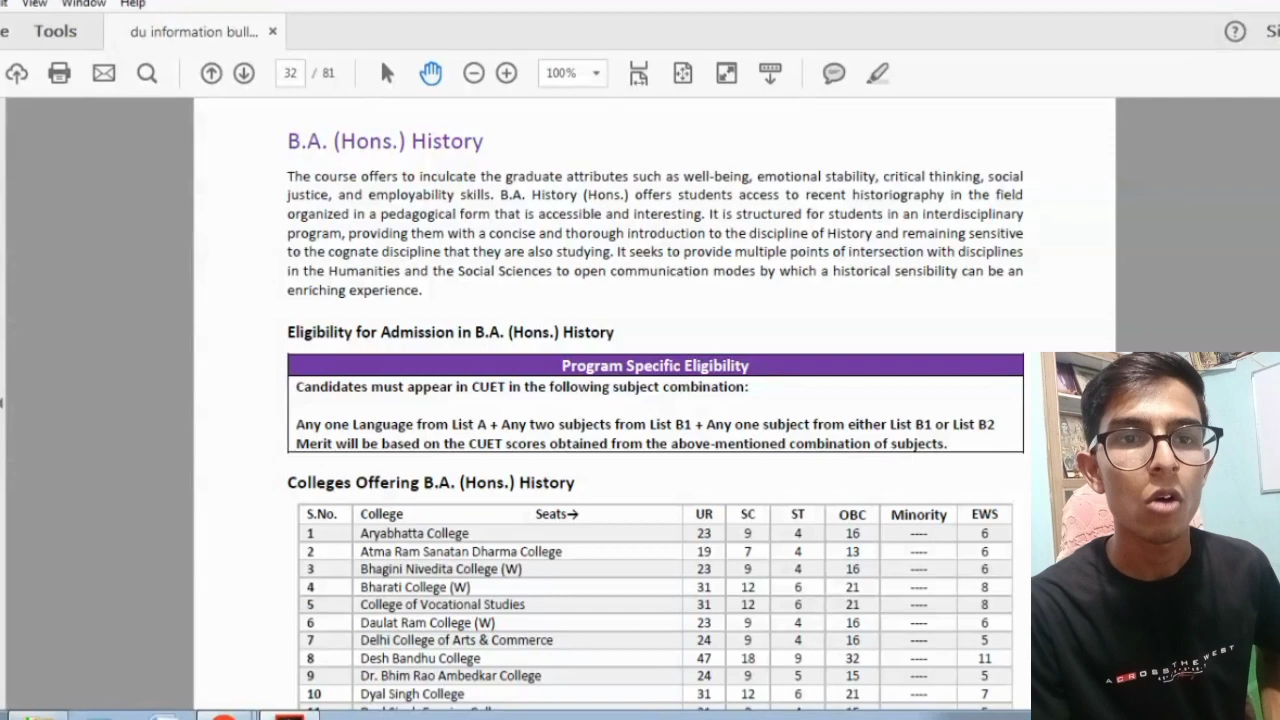 View Window Help
Tools du information bull... × ?
32 / 81 100%
B.A. (Hons.) History
The course offers to inculcate the graduate attributes such as well-being, emotional stability, critical thinking, social
justice, and employability skills. B.A. History (Hons.) offers students access to recent historiography in the field
organized in a pedagogical form that is accessible and interesting. It is structured for students in an interdisciplinary
program, providing them with a concise and thorough introduction to the discipline of History and remaining sensitive
to the cognate discipline that they are also studying. It seeks to provide multiple points of intersection with disciplines
in the Humanities and the Social Sciences to open communication modes by which a historical sensibility can be an
enriching experience.
Eligibility for Admission in B.A. (Hons.) History
Program Specific Eligibility
Candidates must appear in CUET in the following subject combination:
Any one Language from List A + Any two subjects from List B1 + Any one subject from either List B1 or List B2
Merit will be based on the CUET scores obtained from the above-mentioned combination of subjects.
Colleges Offering B.A. (Hons.) History
S.No. College Seats→ UR SC ST OBC Minority EWS
1 Aryabhatta College 23 9 4 16 ---- 6
2 Atma Ram Sanatan Dharma College 19 7 4 13 ---- 6
3 Bhagini Nivedita College (W) 23 9 4 16 ---- 6
4 Bharati College (W) 31 12 6 21 ---- 8
5 College of Vocational Studies 31 12 6 21 ---- 8
6 Daulat Ram College (W) 23 9 4 16 ---- 6
7 Delhi College of Arts & Commerce 24 9 4 16 ---- 5
8 Desh Bandhu College 47 18 9 32 ---- 11
9 Dr. Bhim Rao Ambedkar College 24 9 5 15 ---- 5
10 Dyal Singh College 31 12 6 21 ---- 7
ACROSS THE WEST